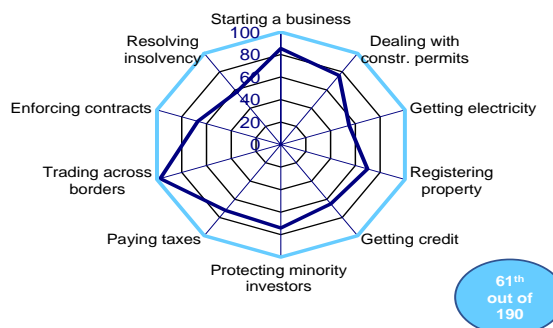 Starting a business
Dealing with
constr. permits
Getting electricity
Registering
property
Getting credit
Protecting minority
investors
Paying taxes
Trading across
borders
Enforcing contracts
Resolving
insolvency
100
80
60
40
20
0
61th
out of
190